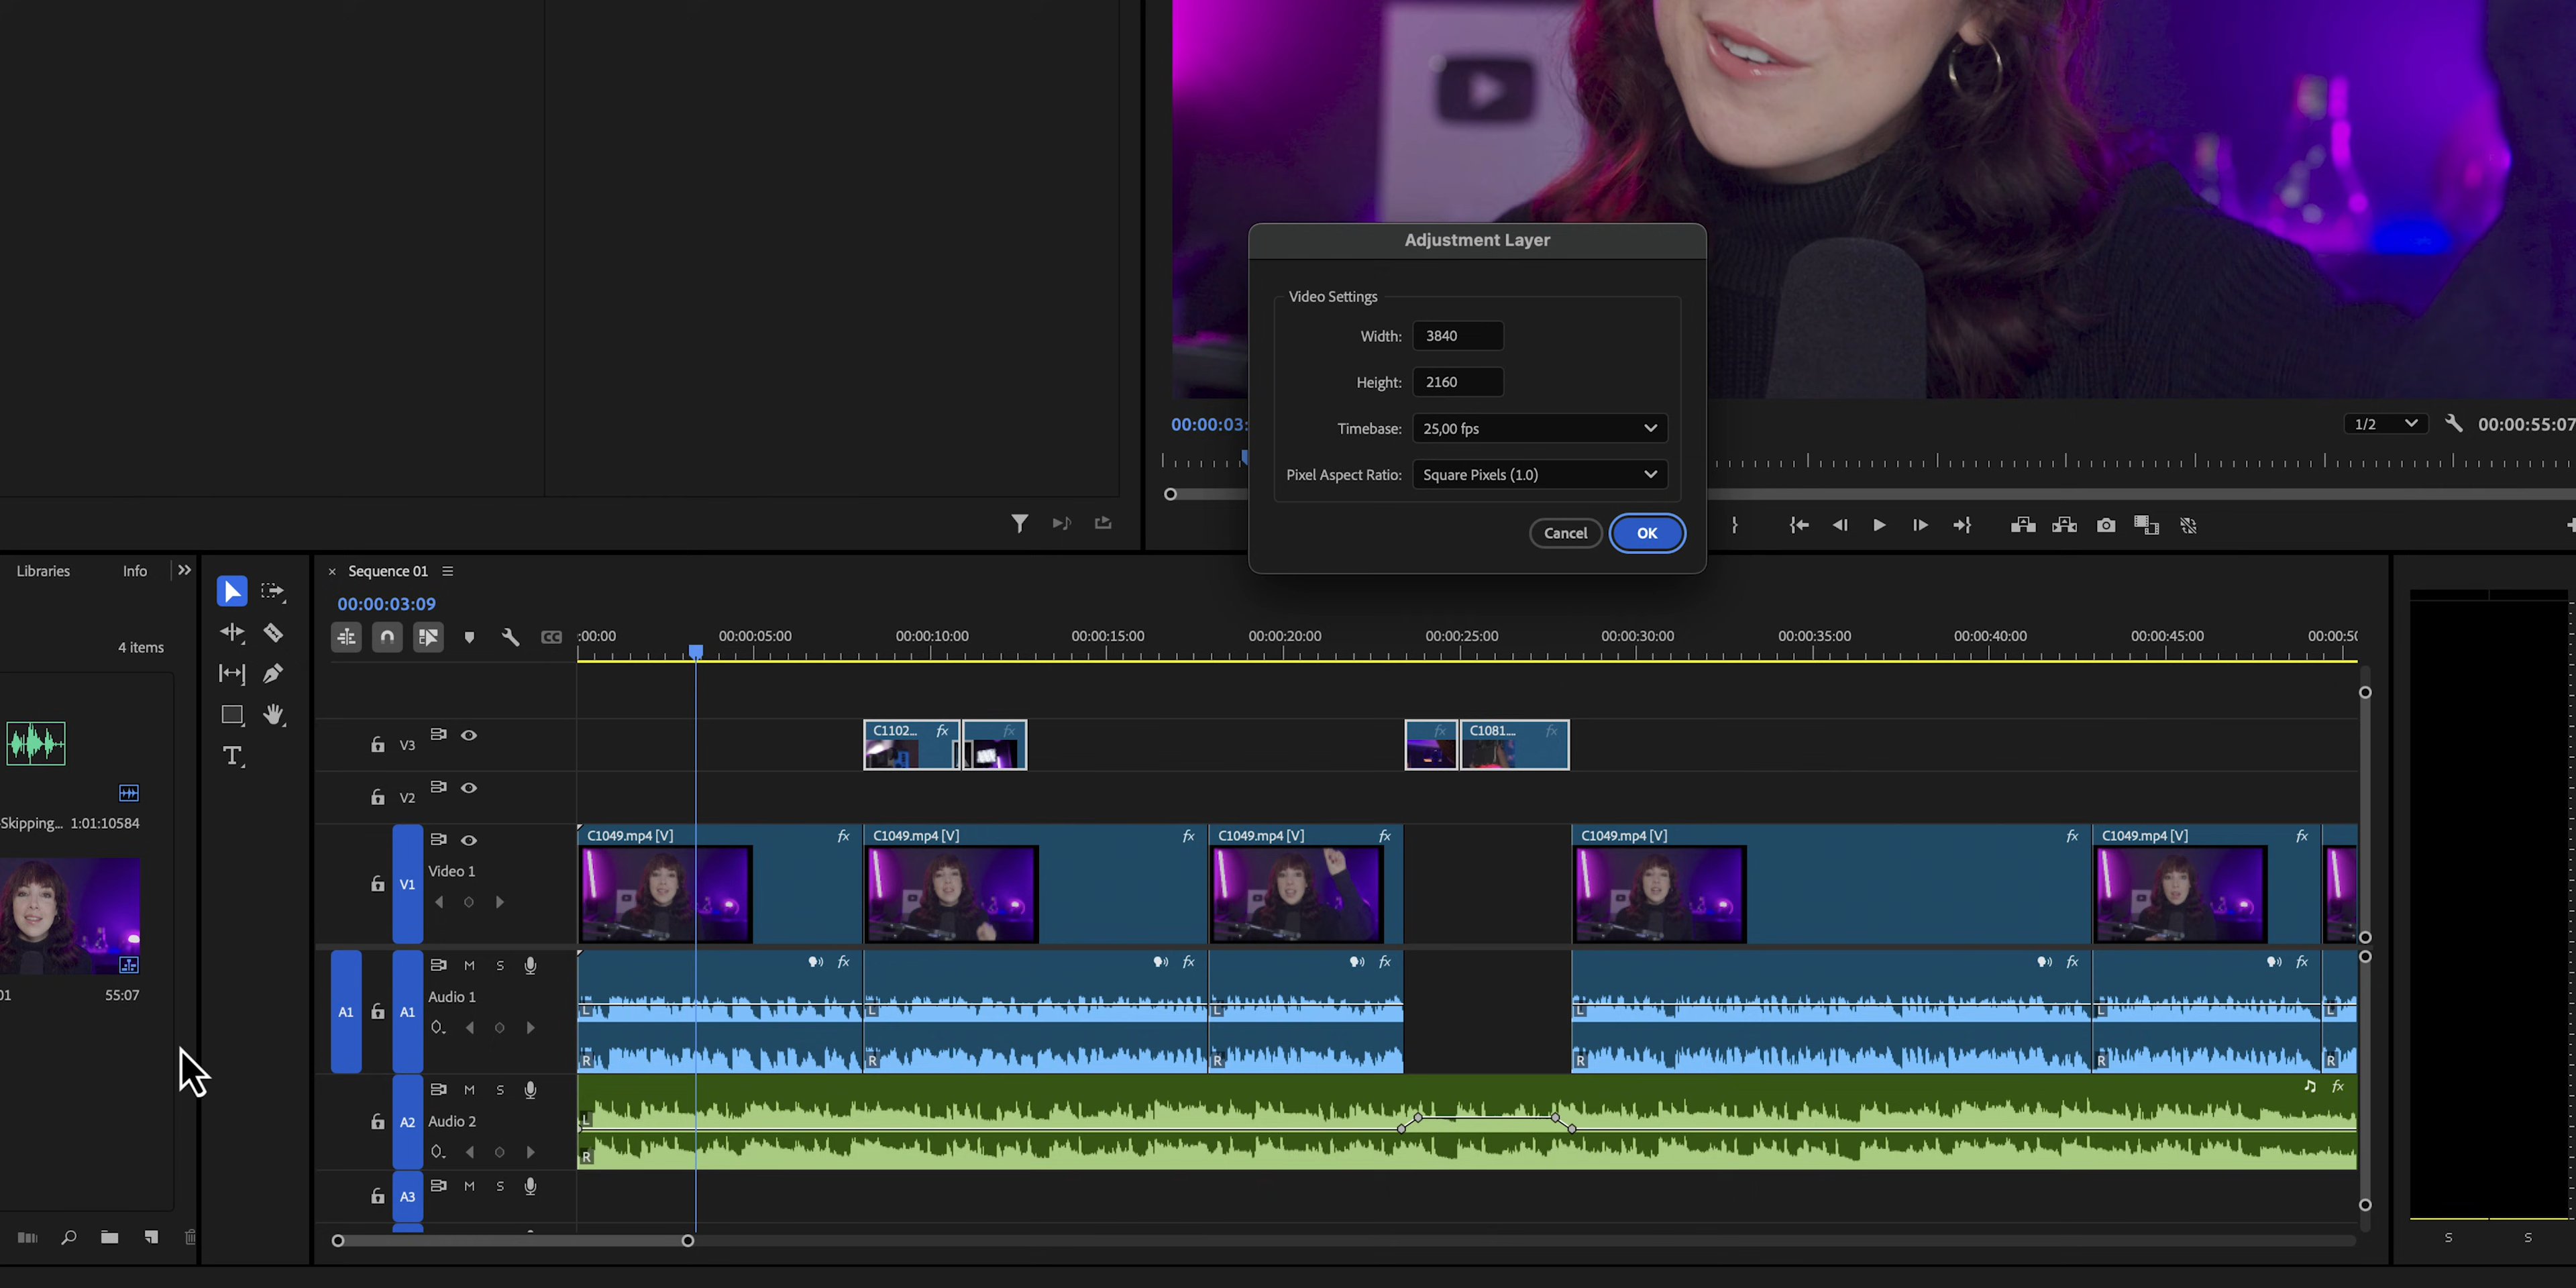 Adjustment Layer
Video Settings
Width: 3840
Height: 2160
Timebase: 25,00 fps
Pixel Aspect Ratio: Square Pixels (1.0)
Cancel OK
00:00:03: 1/2 00:00:55:07
Libraries Info
Sequence 01
00:00:03:09
4 items
CC
:00:00 00:00:05:00 00:00:10:00 00:00:15:00 00:00:20:00 00:00:25:00 00:00:30:00 00:00:35:00 00:00:40:00 00:00:45:00 00:00:50
V3 C1102... fx fx fx C1081... fx
V2
Skipping... 1:01:10584
C1049.mp4 [V] fx C1049.mp4 [V] fx C1049.mp4 [V] fx C1049.mp4 [V] fx C1049.mp4 [V] fx
V1 Video 1
01 55:07
A1 A1 M S fx fx fx fx fx
Audio 1
L L L L L L
R R R R R R
A2 M S fx
Audio 2
L
R
A3 M S
S S